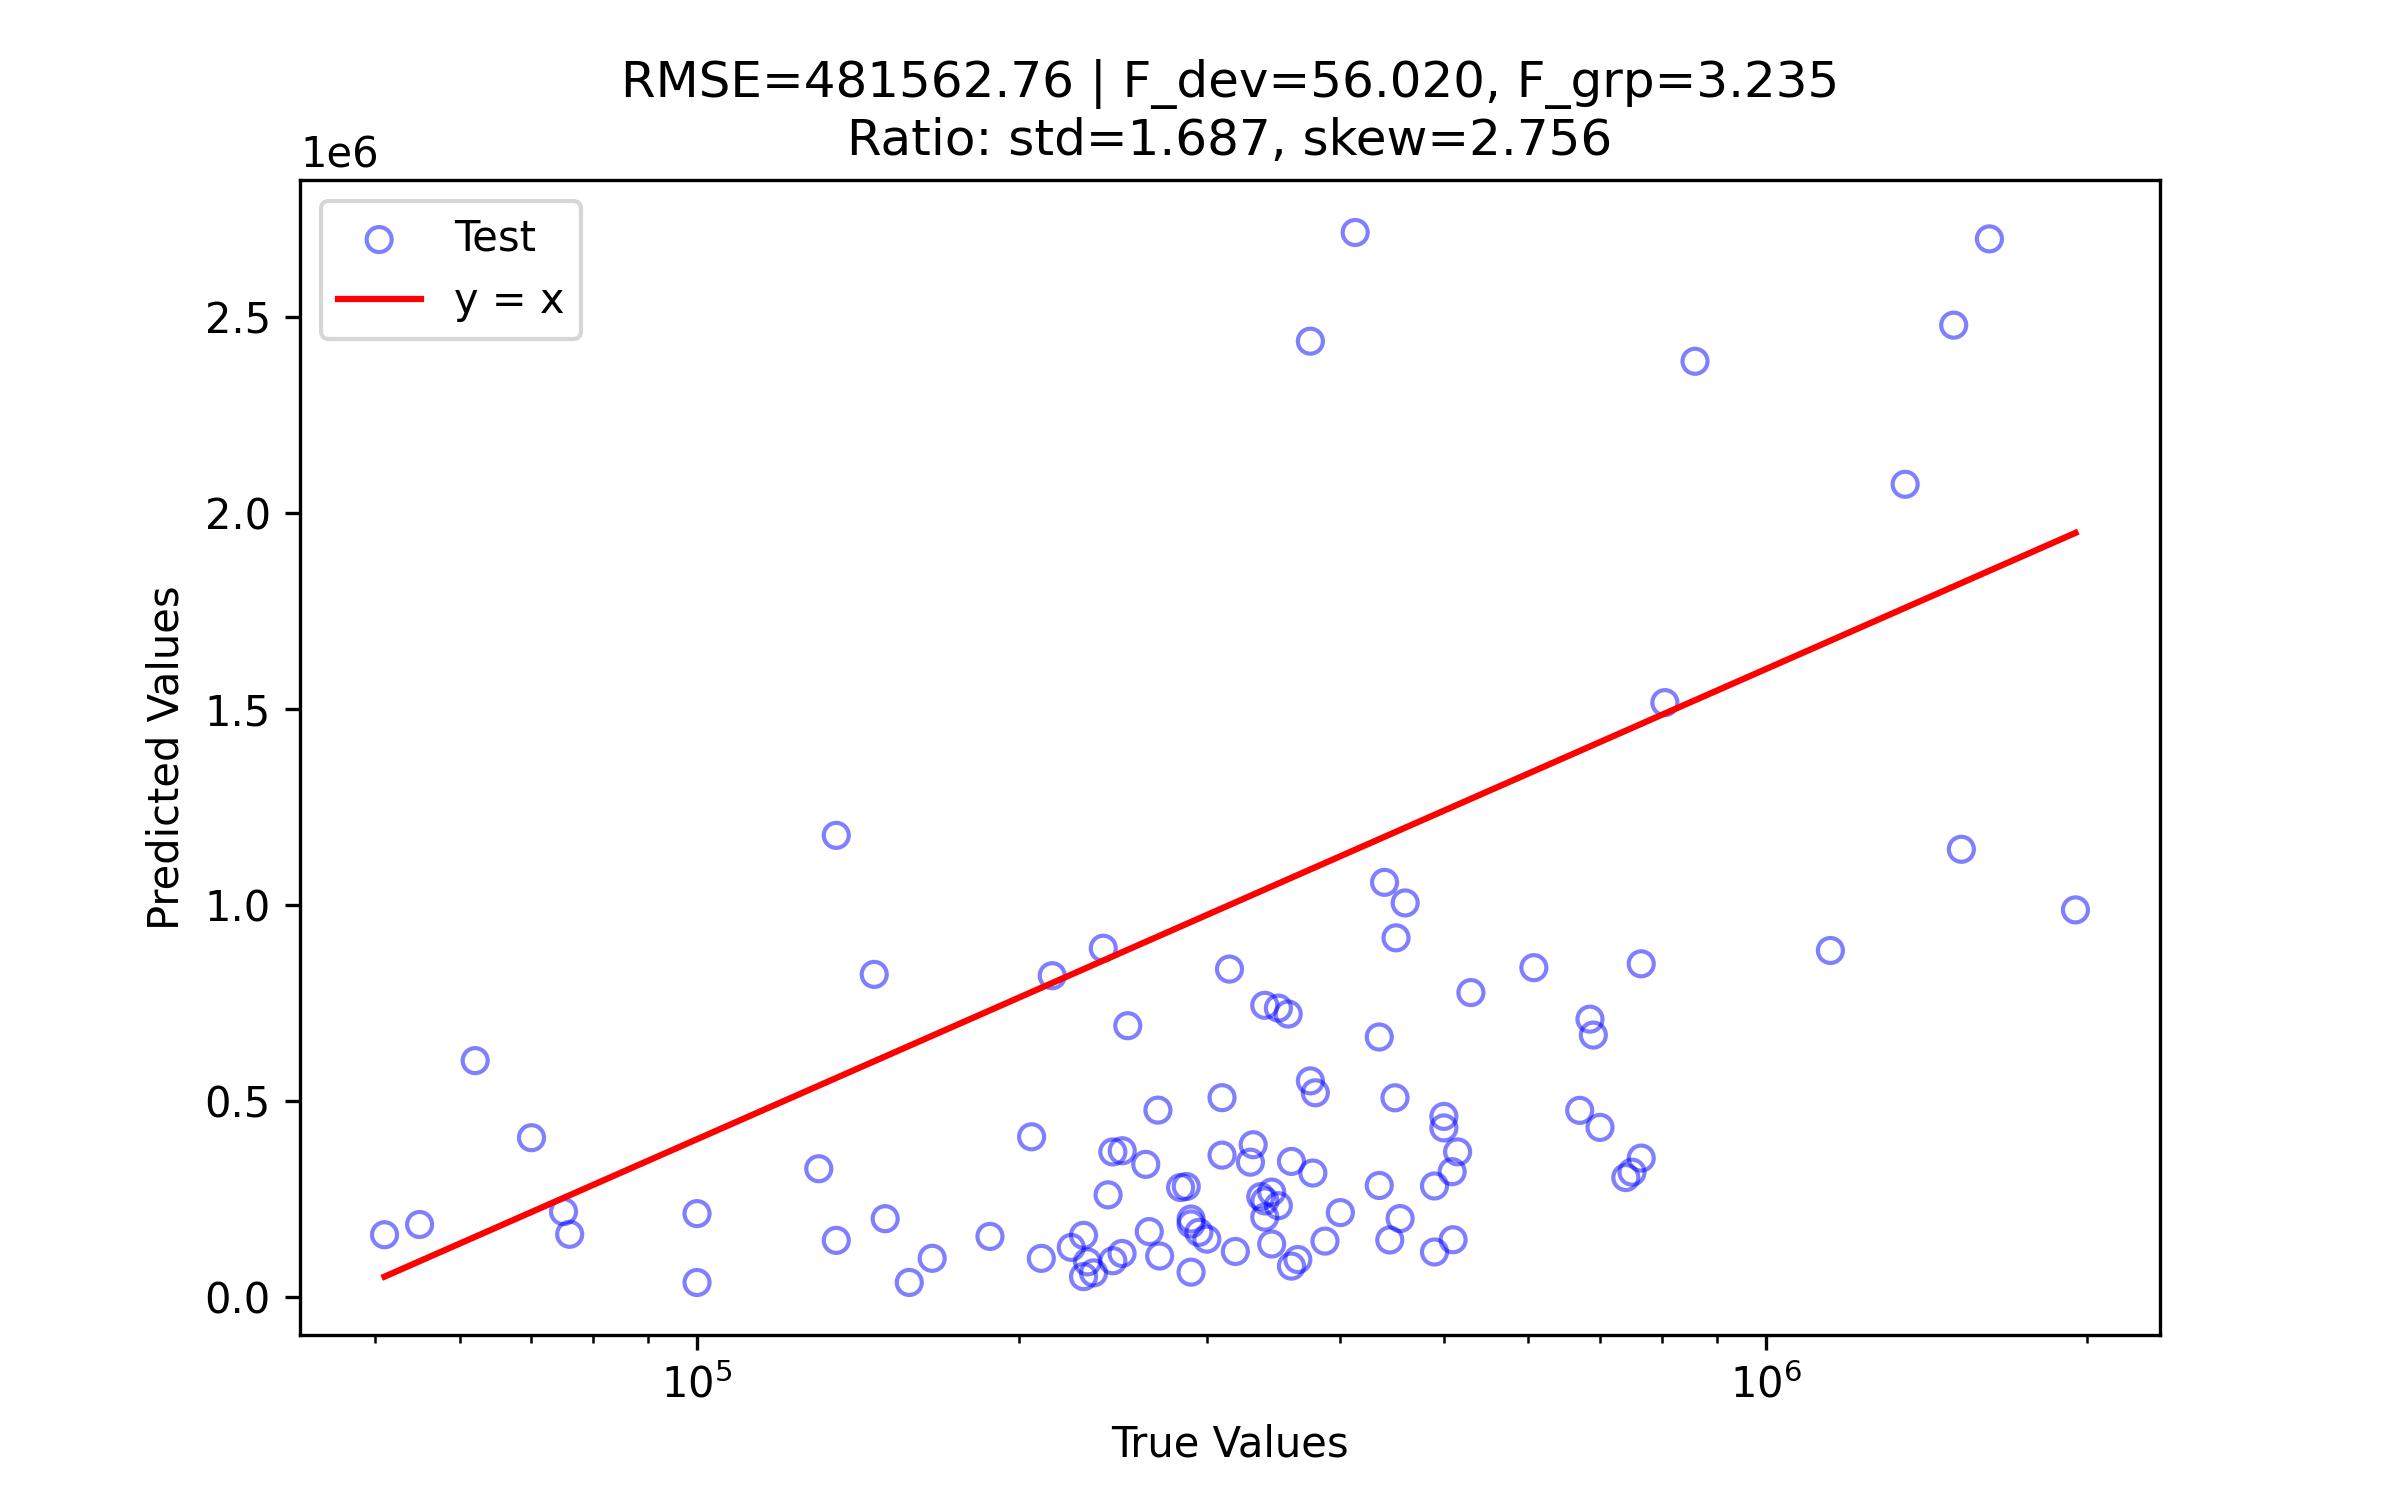 RMSE=481562.76 | F_dev=56.020, F_grp=3.235
Ratio: std=1.687, skew=2.756
1e6
Test
y = x
2.5
2.0
1.5
1.0
0.5
0.0
Predicted Values
10⁵
10⁶
True Values